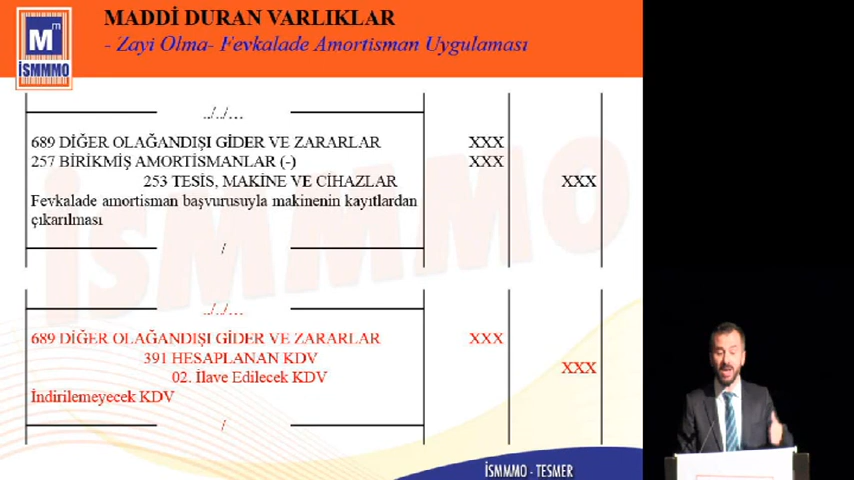 MADDİ DURAN VARLIKLAR
- Zayi Olma- Fevkalade Amortisman Uygulaması
Mm
İSMMMO
../../…
689 DİĞER OLAĞANDIŞI GİDER VE ZARARLAR XXX
257 BİRİKMİŞ AMORTİSMANLAR (-) XXX
253 TESİS, MAKİNE VE CİHAZLAR XXX
Fevkalade amortisman başvurusuyla makinenin kayıtlardan
çıkarılması
/
İSMMMO
../../…
689 DİĞER OLAĞANDIŞI GİDER VE ZARARLAR XXX
391 HESAPLANAN KDV XXX
02. İlave Edilecek KDV
İndirilemeyecek KDV
/
İSMMMO - TESMER